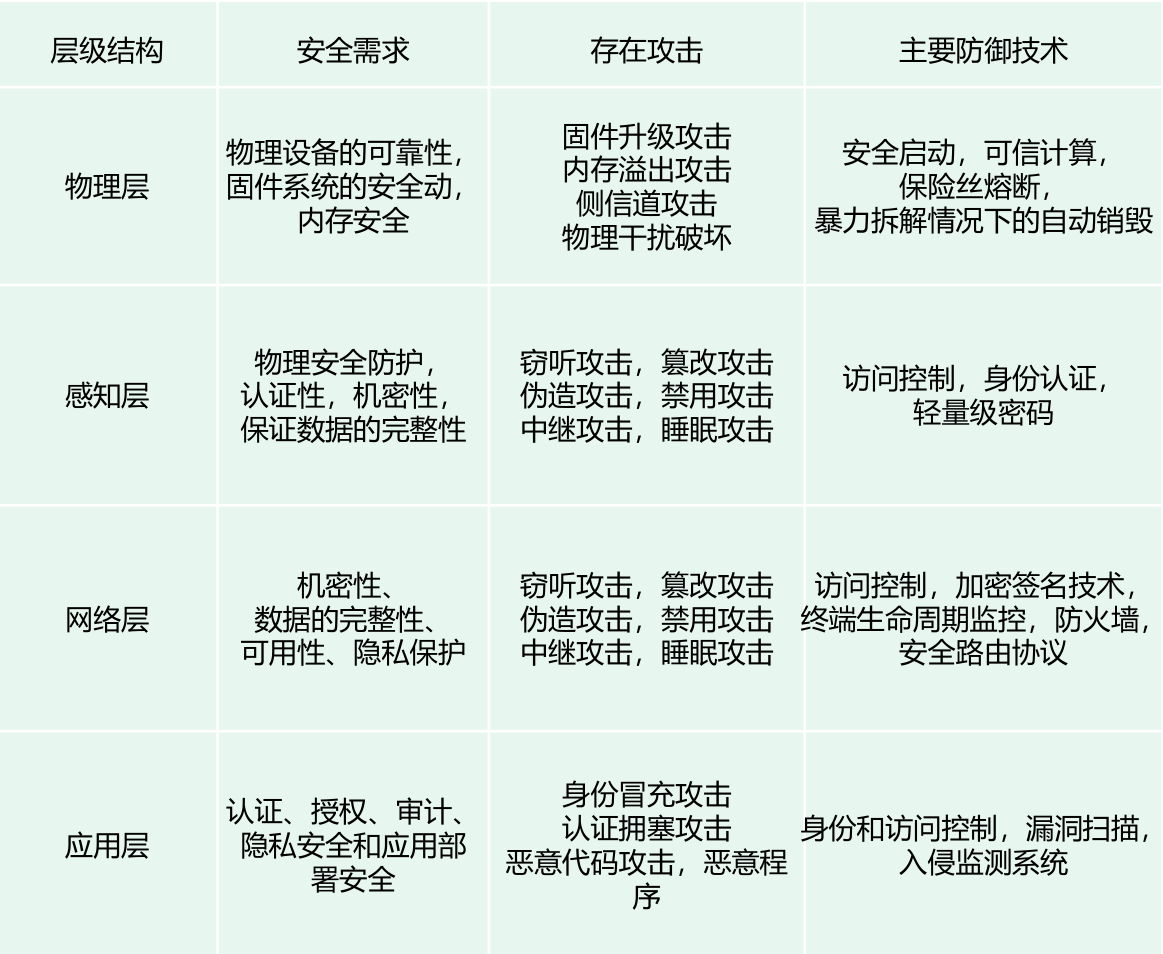 层级结构
安全需求
存在攻击
主要防御技术
物理层
物理设备的可靠性，
固件系统的安全动，
内存安全
固件升级攻击
内存溢出攻击
侧信道攻击
物理干扰破坏
安全启动，可信计算，
保险丝熔断，
暴力拆解情况下的自动销毁
感知层
物理安全防护，
认证性，机密性，
保证数据的完整性
窃听攻击，篡改攻击
伪造攻击，禁用攻击
中继攻击，睡眠攻击
访问控制，身份认证，
轻量级密码
网络层
机密性、
数据的完整性、
可用性、隐私保护
窃听攻击，篡改攻击
伪造攻击，禁用攻击
中继攻击，睡眠攻击
访问控制，加密签名技术，
终端生命周期监控，防火墙，
安全路由协议
应用层
认证、授权、审计、
隐私安全和应用部
署安全
身份冒充攻击
认证拥塞攻击
恶意代码攻击，恶意程
序
身份和访问控制，漏洞扫描，
入侵监测系统